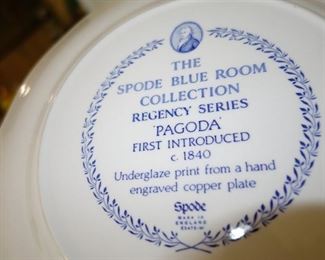 THE
SPODE BLUE ROOM
COLLECTION
REGENCY SERIES
'PAGODA'
FIRST INTRODUCED
c. 1840
Underglaze print from a hand
engraved copper plate
Spode
MADE IN
ENGLAND